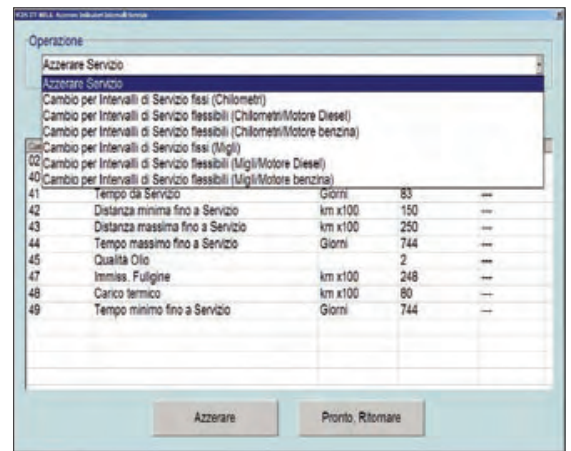 Azzerare Indicatori Intervalli Servizio
Operazione
Azzerare Servizio
Azzerare Servizio
Cambio per Intervalli di Servizio fissi (Chilometri)
Cambio per Intervalli di Servizio flessibili (Chilometri/Motore Diesel)
Cambio per Intervalli di Servizio flessibili (Chilometri/Motore benzina)
Cambio per Intervalli di Servizio fissi (Migli)
Cambio per Intervalli di Servizio flessibili (Migli/Motore Diesel)
Cambio per Intervalli di Servizio flessibili (Migli/Motore benzina)
02
40
41 Tempo da Servizio Giorni 83 ---
42 Distanza minima fino a Servizio km x100 150 ---
43 Distanza massima fino a Servizio km x100 250 ---
44 Tempo massimo fino a Servizio Giorni 744 ---
45 Qualità Olio 2 ---
47 Immiss. Fuligine km x100 248 ---
48 Carico termico km x100 80 ---
49 Tempo minimo fino a Servizio Giorni 744 ---
Azzerare Pronto, Ritornare